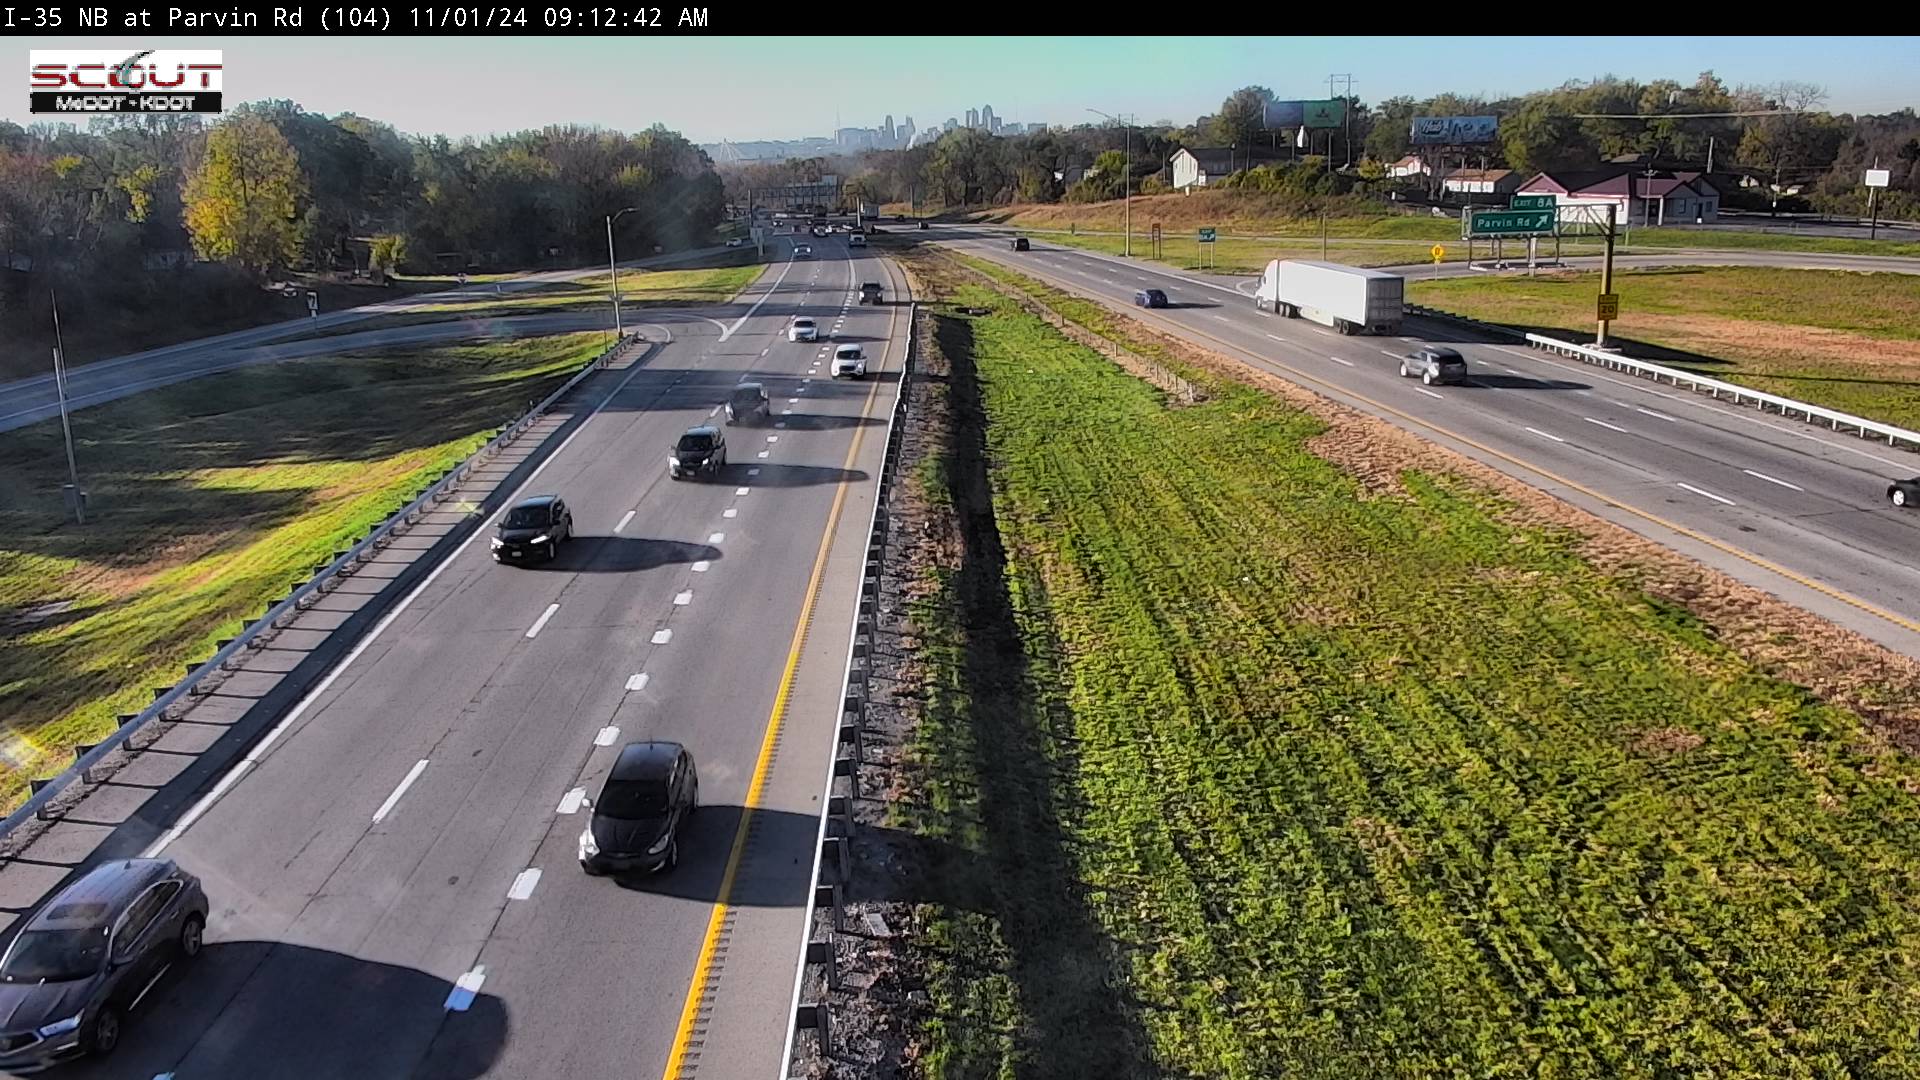 I-35 NB at Parvin Rd (104) 11/01/24 09:12:42 AM
SCOUT
MoDOT - KDOT
EXIT 8A
Parvin Rd
20